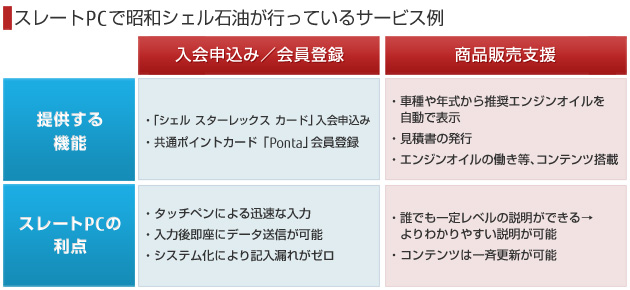 スレートPCで昭和シェル石油が行っているサービス例
入会申込み／会員登録
商品販売支援
提供する
機能
・「シェル スターレックス カード」入会申込み
・共通ポイントカード「Ponta」会員登録
・車種や年式から推奨エンジンオイルを
自動で表示
・見積書の発行
・エンジンオイルの働き等、コンテンツ搭載
スレートPCの
利点
・タッチペンによる迅速な入力
・入力後即座にデータ送信が可能
・システム化により記入漏れがゼロ
・誰でも一定レベルの説明ができる→
よりわかりやすい説明が可能
・コンテンツは一斉更新が可能